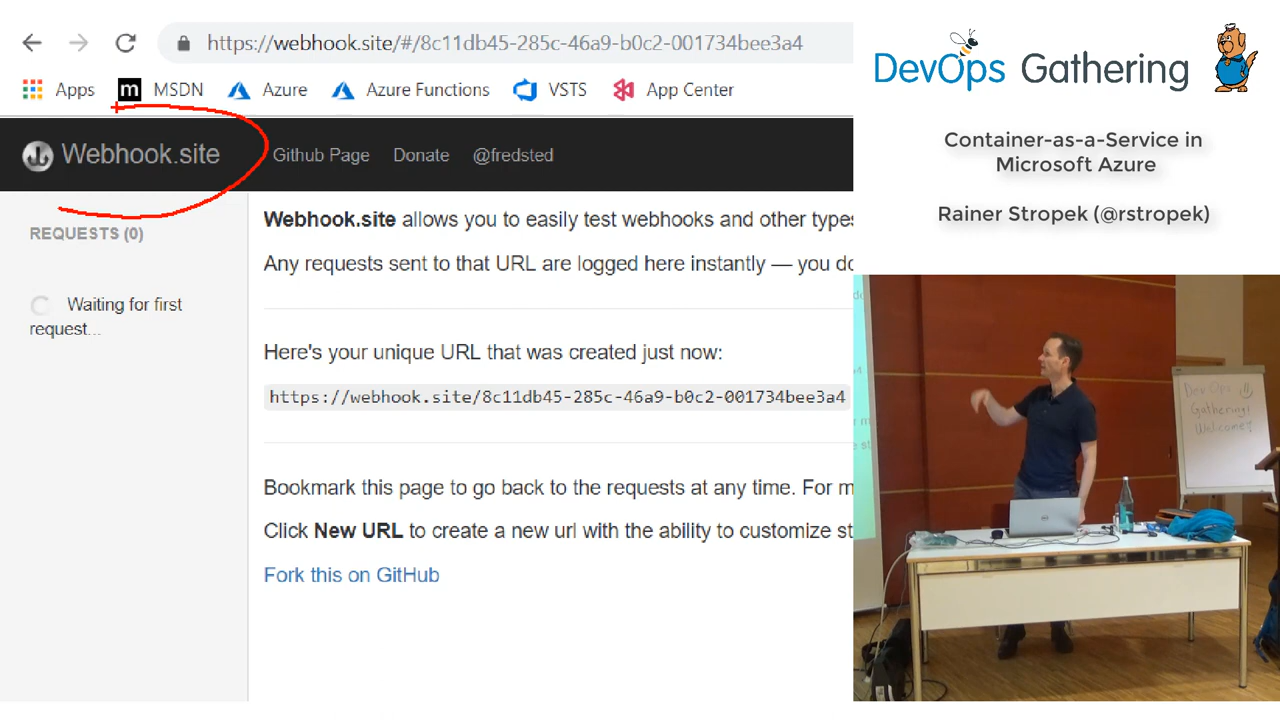 https://webhook.site/#/8c11db45-285c-46a9-b0c2-001734bee3a4
Apps
m MSDN
Azure
Azure Functions
VSTS
App Center
Webhook.site
Github Page
Donate
@fredsted
REQUESTS (0)
Waiting for first
request...
Webhook.site allows you to easily test webhooks and other types
Any requests sent to that URL are logged here instantly — you do
Here's your unique URL that was created just now:
https://webhook.site/8c11db45-285c-46a9-b0c2-001734bee3a4
Bookmark this page to go back to the requests at any time. For m
Click New URL to create a new url with the ability to customize st
Fork this on GitHub
DevOps Gathering
Container-as-a-Service in
Microsoft Azure
Rainer Stropek (@rstropek)
DevOps
Gathering!
Welcome!